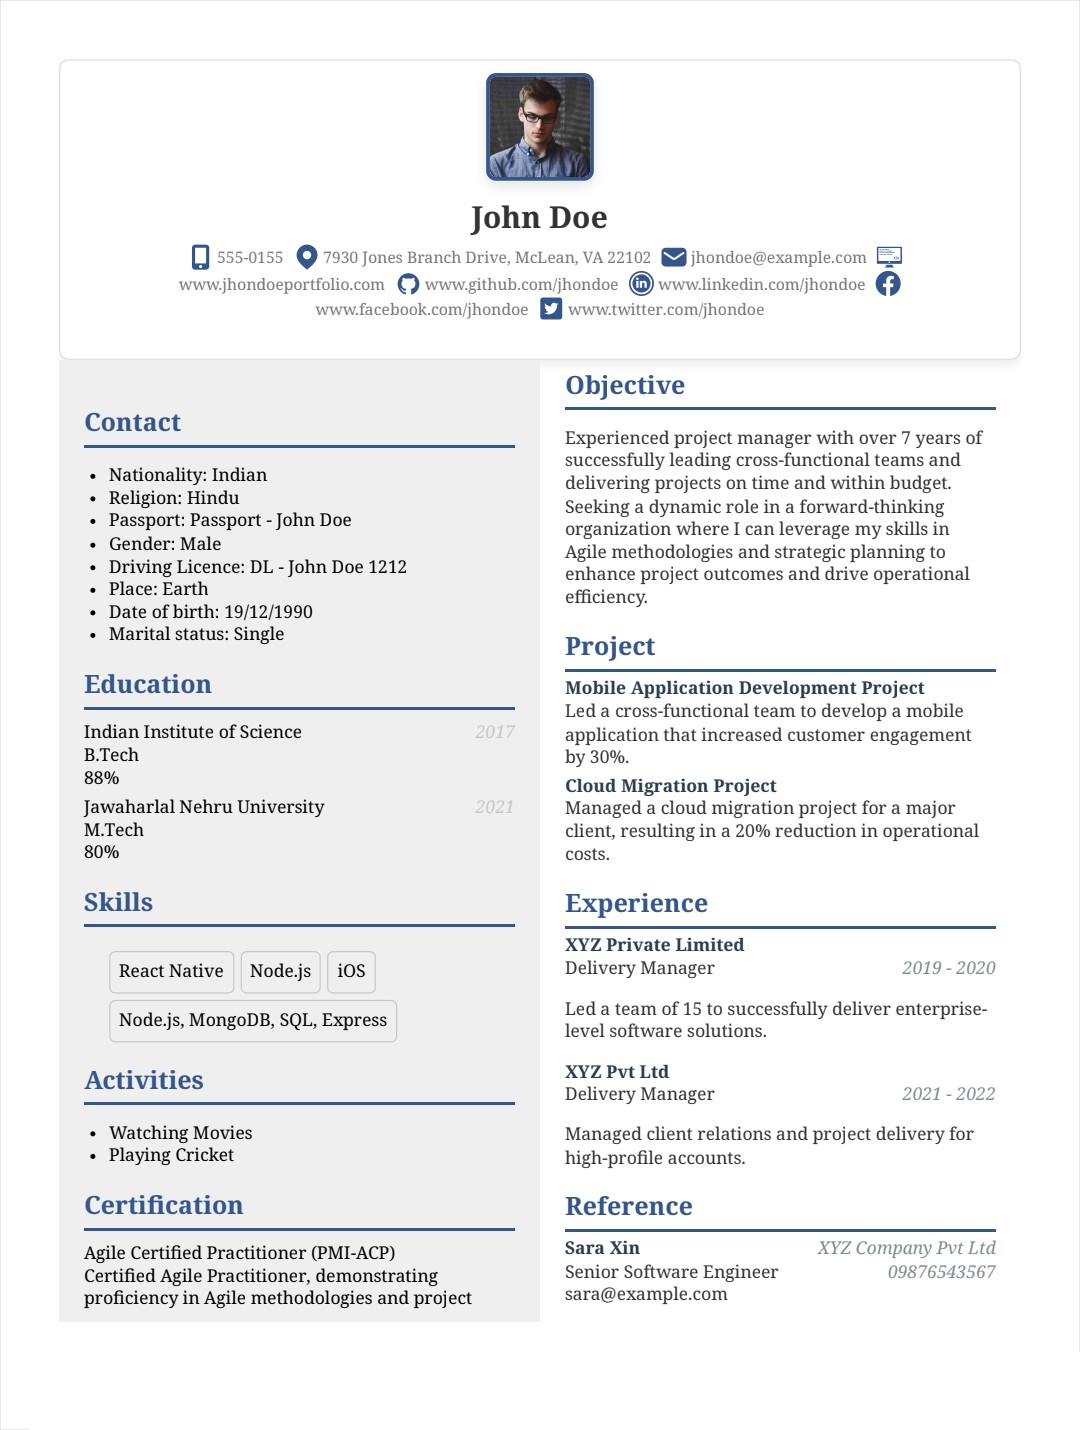 John Doe
555-0155 7930 Jones Branch Drive, McLean, VA 22102 jhondoe@example.com
www.jhondoeportfolio.com www.github.com/jhondoe www.linkedin.com/jhondoe
www.facebook.com/jhondoe www.twitter.com/jhondoe
Contact
• Nationality: Indian
• Religion: Hindu
• Passport: Passport - John Doe
• Gender: Male
• Driving Licence: DL - John Doe 1212
• Place: Earth
• Date of birth: 19/12/1990
• Marital status: Single
Education
Indian Institute of Science 2017
B.Tech
88%
Jawaharlal Nehru University 2021
M.Tech
80%
Skills
React Native Node.js iOS
Node.js, MongoDB, SQL, Express
Activities
• Watching Movies
• Playing Cricket
Certification
Agile Certified Practitioner (PMI-ACP)
Certified Agile Practitioner, demonstrating
proficiency in Agile methodologies and project
Objective
Experienced project manager with over 7 years of
successfully leading cross-functional teams and
delivering projects on time and within budget.
Seeking a dynamic role in a forward-thinking
organization where I can leverage my skills in
Agile methodologies and strategic planning to
enhance project outcomes and drive operational
efficiency.
Project
Mobile Application Development Project
Led a cross-functional team to develop a mobile
application that increased customer engagement
by 30%.
Cloud Migration Project
Managed a cloud migration project for a major
client, resulting in a 20% reduction in operational
costs.
Experience
XYZ Private Limited
Delivery Manager 2019 - 2020
Led a team of 15 to successfully deliver enterprise-
level software solutions.
XYZ Pvt Ltd
Delivery Manager 2021 - 2022
Managed client relations and project delivery for
high-profile accounts.
Reference
Sara Xin XYZ Company Pvt Ltd
Senior Software Engineer 09876543567
sara@example.com